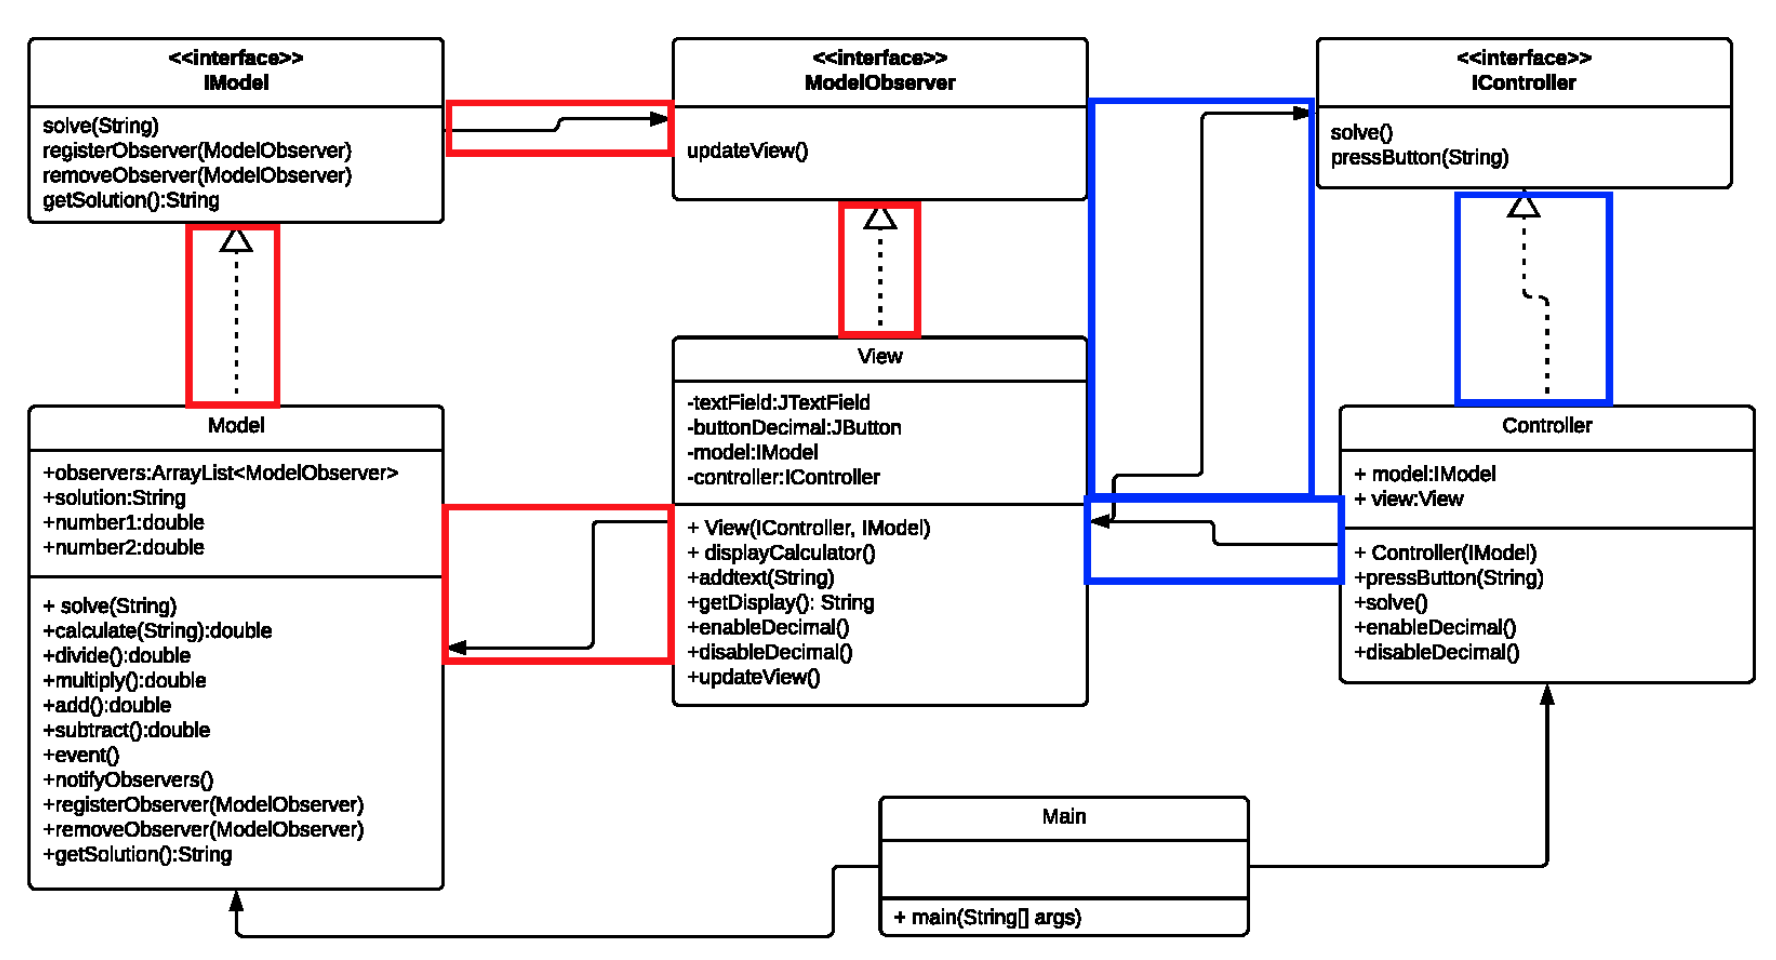 <<interface>>
IModel
solve(String)
registerObserver(ModelObserver)
removeObserver(ModelObserver)
getSolution():String
<<interface>>
ModelObserver
updateView()
<<interface>>
IController
solve()
pressButton(String)
Model
+observers:ArrayList<ModelObserver>
+solution:String
+number1:double
+number2:double
+ solve(String)
+calculate(String):double
+divide():double
+multiply():double
+add():double
+subtract():double
+event()
+notifyObservers()
+registerObserver(ModelObserver)
+removeObserver(ModelObserver)
+getSolution():String
View
-textField:JTextField
-buttonDecimal:JButton
-model:IModel
-controller:IController
+ View(IController, IModel)
+ displayCalculator()
+addtext(String)
+getDisplay(): String
+enableDecimal()
+disableDecimal()
+updateView()
Controller
+ model:IModel
+ view:View
+ Controller(IModel)
+pressButton(String)
+solve()
+enableDecimal()
+disableDecimal()
Main
+ main(String[] args)